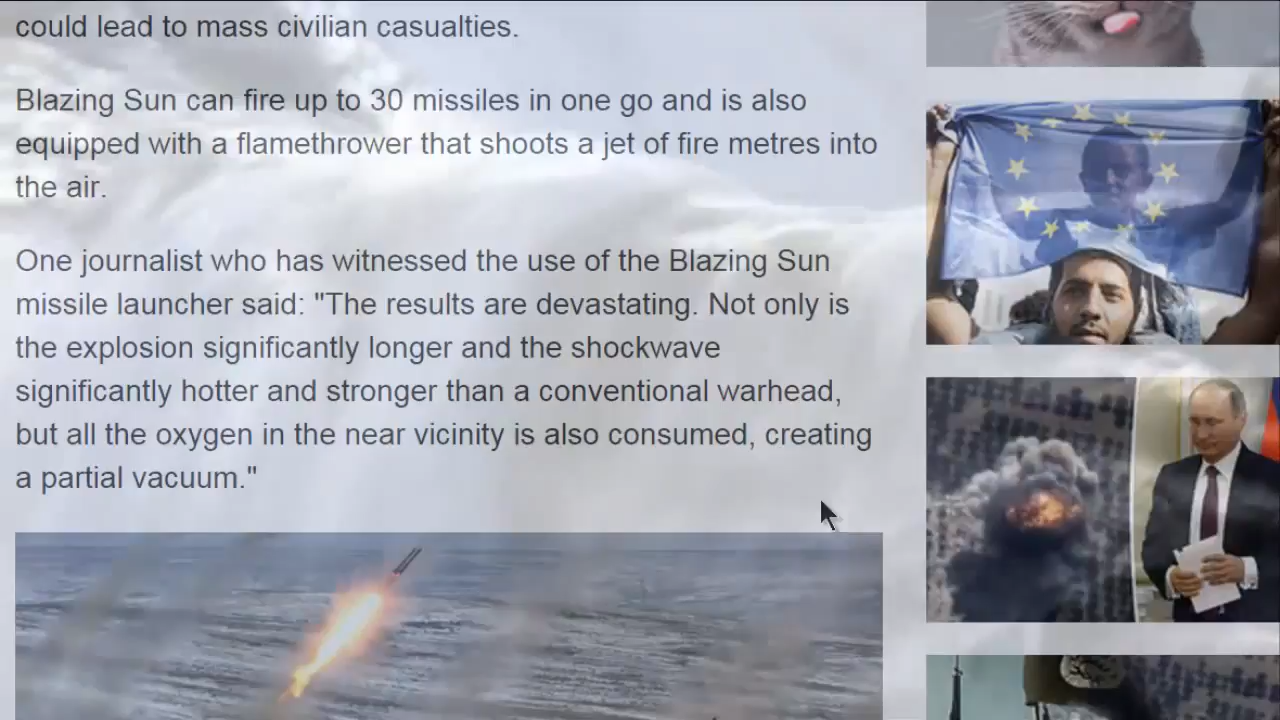 could lead to mass civilian casualties.
Blazing Sun can fire up to 30 missiles in one go and is also
equipped with a flamethrower that shoots a jet of fire metres into
the air.
One journalist who has witnessed the use of the Blazing Sun
missile launcher said: "The results are devastating. Not only is
the explosion significantly longer and the shockwave
significantly hotter and stronger than a conventional warhead,
but all the oxygen in the near vicinity is also consumed, creating
a partial vacuum."